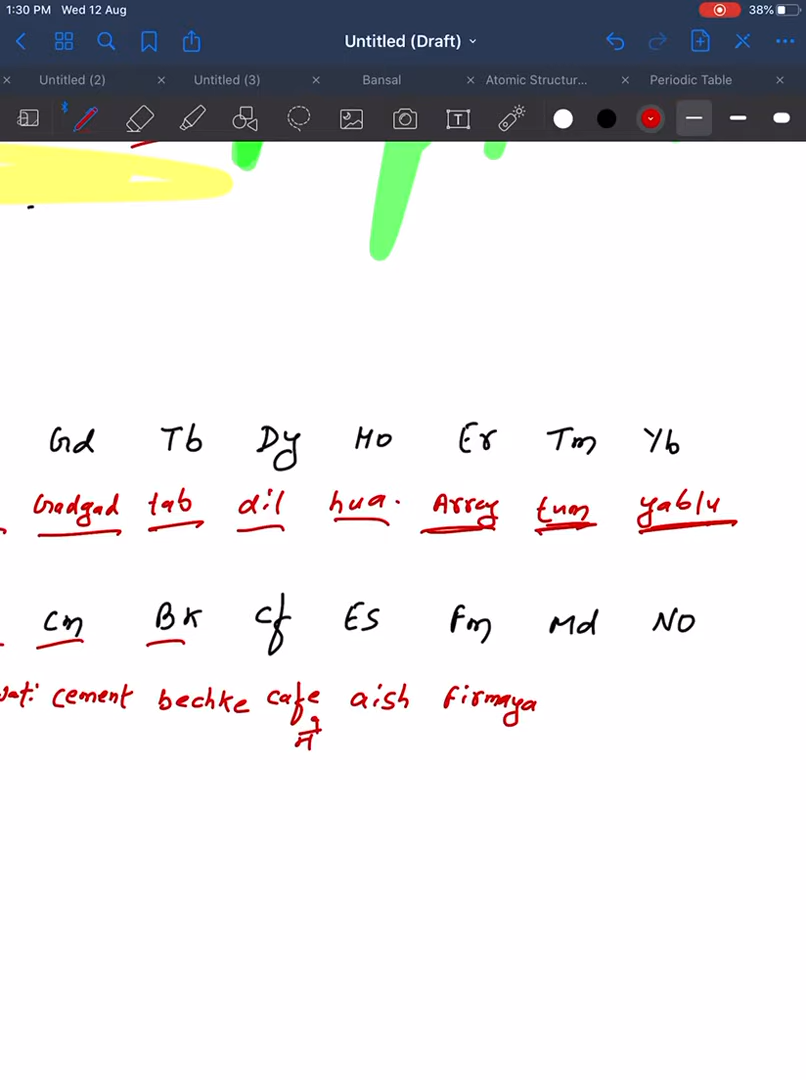 1:30 PM Wed 12 Aug 38%
Untitled (Draft)
Untitled (2) Untitled (3) Bansal Atomic Structur... Periodic Table
T
Gd Tb Dy Ho Er Tm Yb
Gadgad tab dil hua. Array tum yablu
Cm BK Cf ES Fm Md NO
cement bechke cafe aish firmaya
में